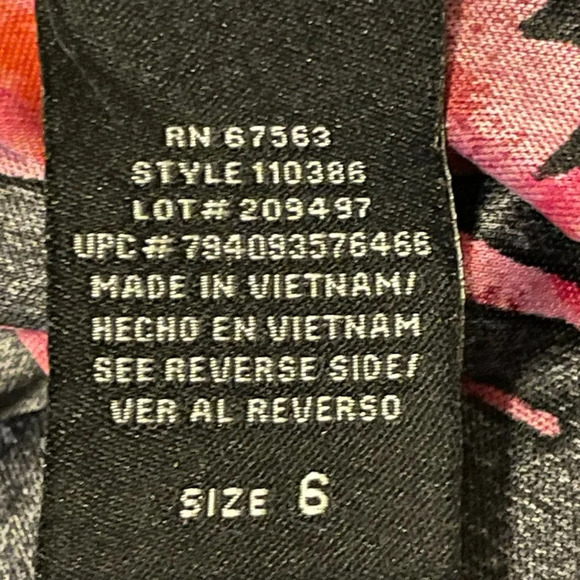 RN 67563
STYLE 110386
LOT# 209497
UPC# 794093576466
MADE IN VIETNAM/
HECHO EN VIETNAM
SEE REVERSE SIDE/
VER AL REVERSO
SIZE 6